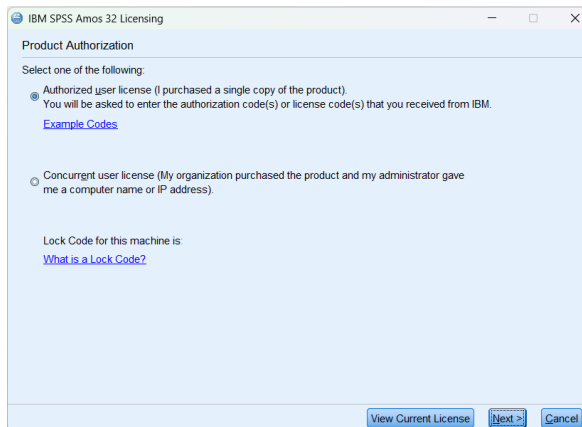 IBM SPSS Amos 32 Licensing
Product Authorization
Select one of the following:
Authorized user license (I purchased a single copy of the product).
You will be asked to enter the authorization code(s) or license code(s) that you received from IBM.
Example Codes
Concurrent user license (My organization purchased the product and my administrator gave
me a computer name or IP address).
Lock Code for this machine is:
What is a Lock Code?
View Current License Next > Cancel